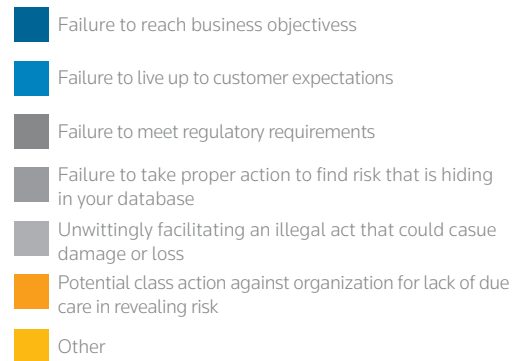 Failure to reach business objectivess
Failure to live up to customer expectations
Failure to meet regulatory requirements
Failure to take proper action to find risk that is hiding
in your database
Unwittingly facilitating an illegal act that could casue
damage or loss
Potential class action against organization for lack of due
care in revealing risk
Other